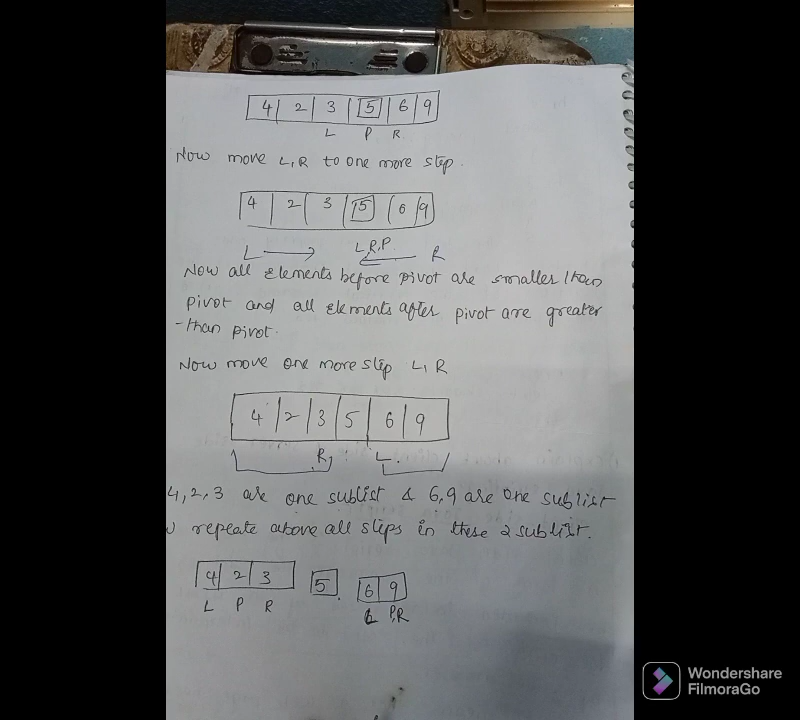 4 2 3 5 6 9
L P R
Now move L,R to one more step.
4 2 3 5 6 9
L L R,P R
Now all Elements before pivot are smaller than
pivot and all elements after pivot are greater
-than pivot.
Now move one more step L, R
4 2 3 5 6 9
R L
4,2,3 are one sublist & 6,9 are one sublist
repeate above all steps in these 2 sublist.
4 2 3 5 6 9
L P R L P,R
Wondershare
FilmoraGo